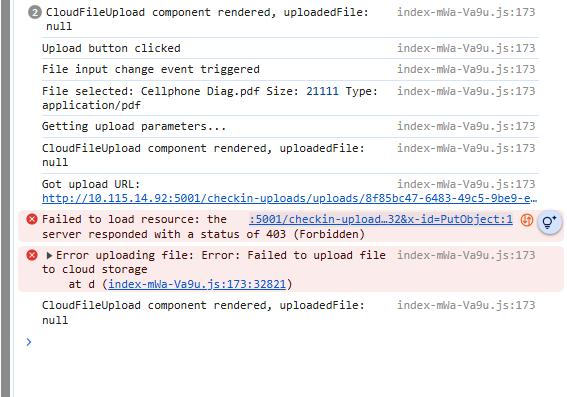 2 CloudFileUpload component rendered, uploadedFile: index-mWa-Va9u.js:173
null
Upload button clicked index-mWa-Va9u.js:173
File input change event triggered index-mWa-Va9u.js:173
File selected: Cellphone Diag.pdf Size: 21111 Type: index-mWa-Va9u.js:173
application/pdf
Getting upload parameters... index-mWa-Va9u.js:173
CloudFileUpload component rendered, uploadedFile: index-mWa-Va9u.js:173
null
Got upload URL: index-mWa-Va9u.js:173
http://10.115.14.92:5001/checkin-uploads/uploads/8f85bc47-6483-49c5-9be9-e…
Failed to load resource: the :5001/checkin-upload…32&x-id=PutObject:1
server responded with a status of 403 (Forbidden)
Error uploading file: Error: Failed to upload file index-mWa-Va9u.js:173
to cloud storage
at d (index-mWa-Va9u.js:173:32821)
CloudFileUpload component rendered, uploadedFile: index-mWa-Va9u.js:173
null